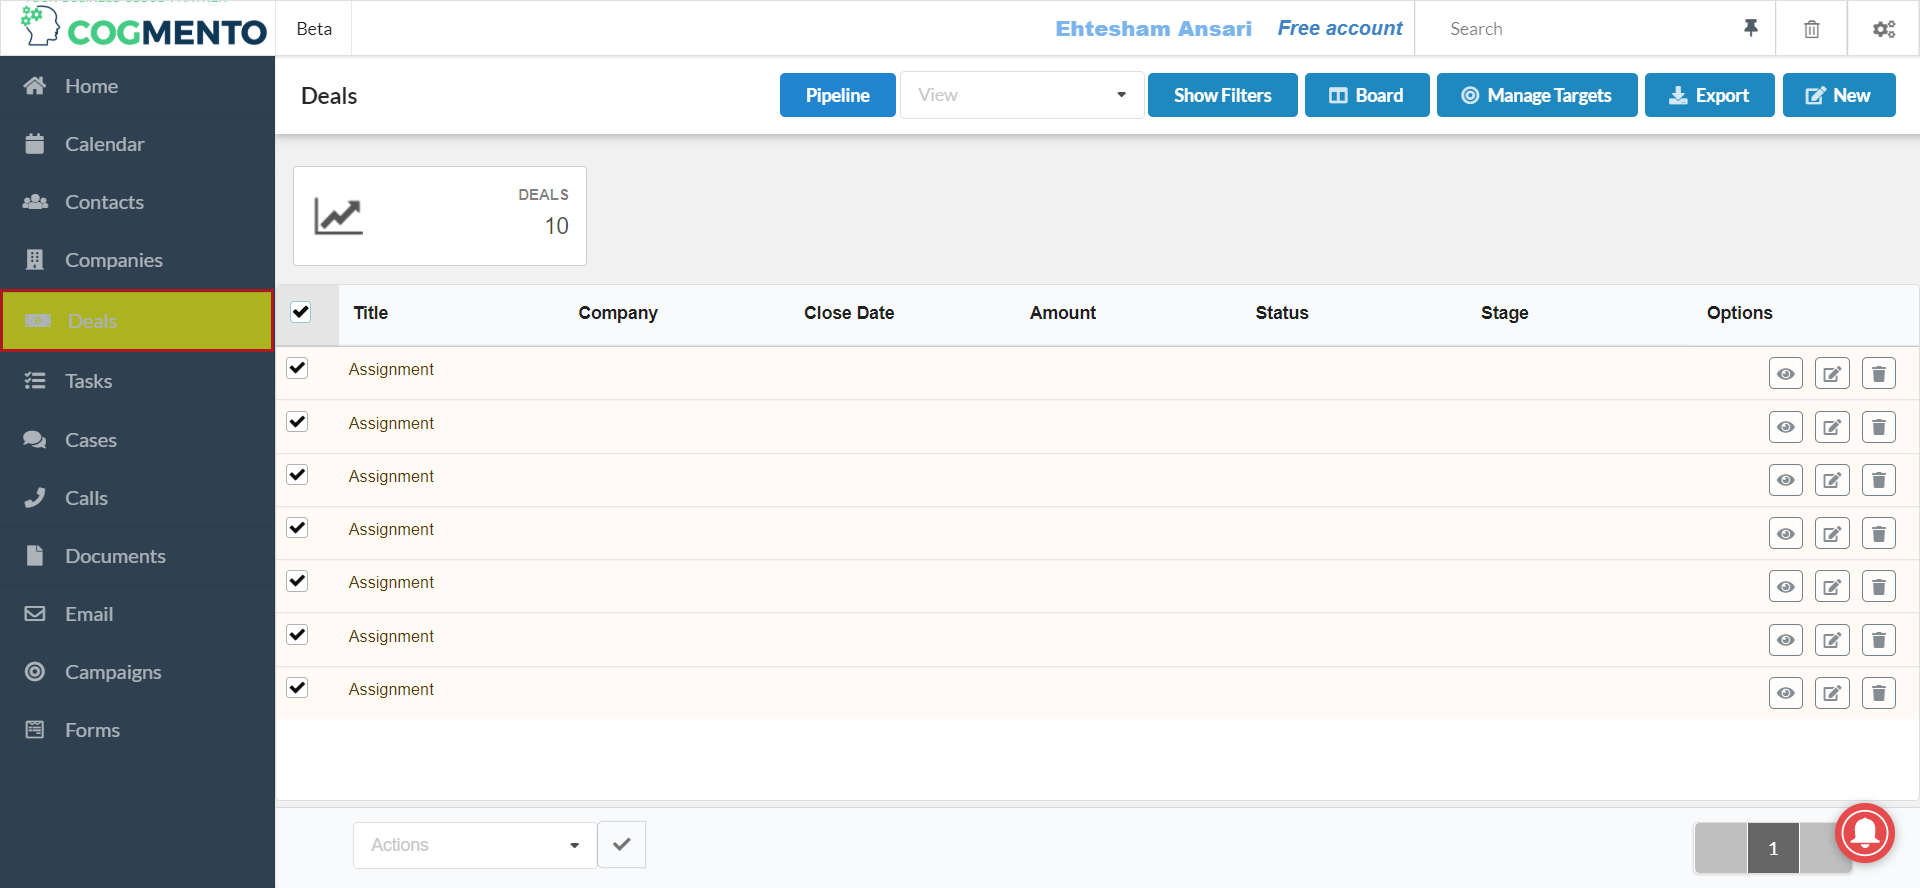 COGMENTO
Beta
Ehtesham Ansari
Free account
Search
Home
Calendar
Contacts
Companies
Deals
Tasks
Cases
Calls
Documents
Email
Campaigns
Forms
Deals
Pipeline
View
Show Filters
Board
Manage Targets
Export
New
DEALS
10
Title Company Close Date Amount Status Stage Options
Assignment
Assignment
Assignment
Assignment
Assignment
Assignment
Assignment
Actions
1